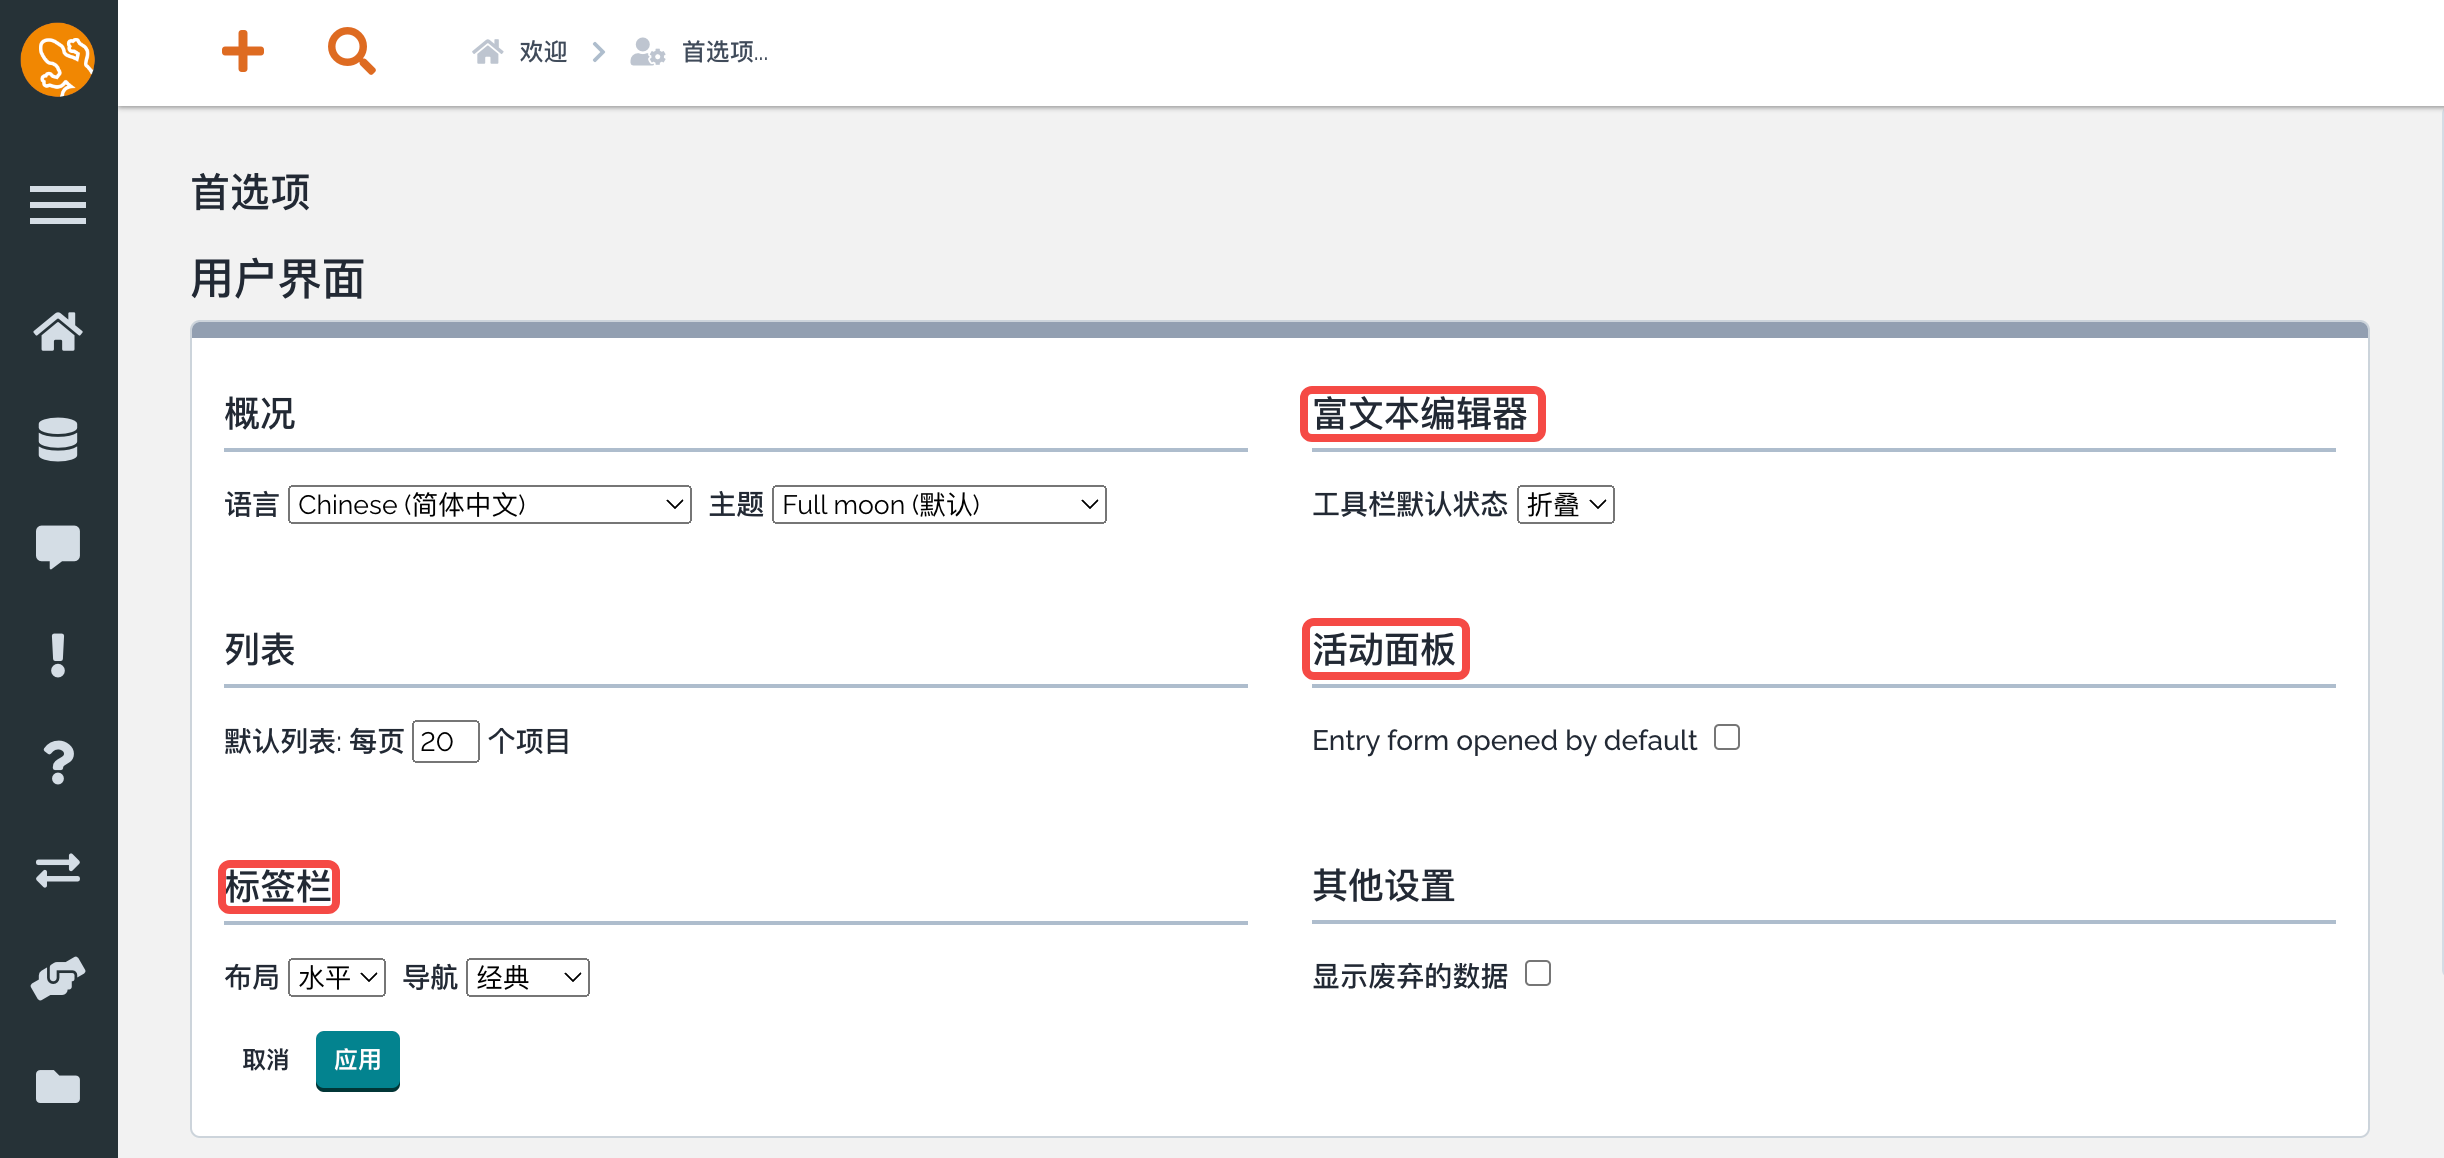 欢迎 首选项...
首选项
用户界面
概况
语言 Chinese (简体中文) 主题 Full moon (默认)
富文本编辑器
工具栏默认状态 折叠
列表
默认列表: 每页 20 个项目
活动面板
Entry form opened by default
标签栏
布局 水平 导航 经典
其他设置
显示废弃的数据
取消 应用